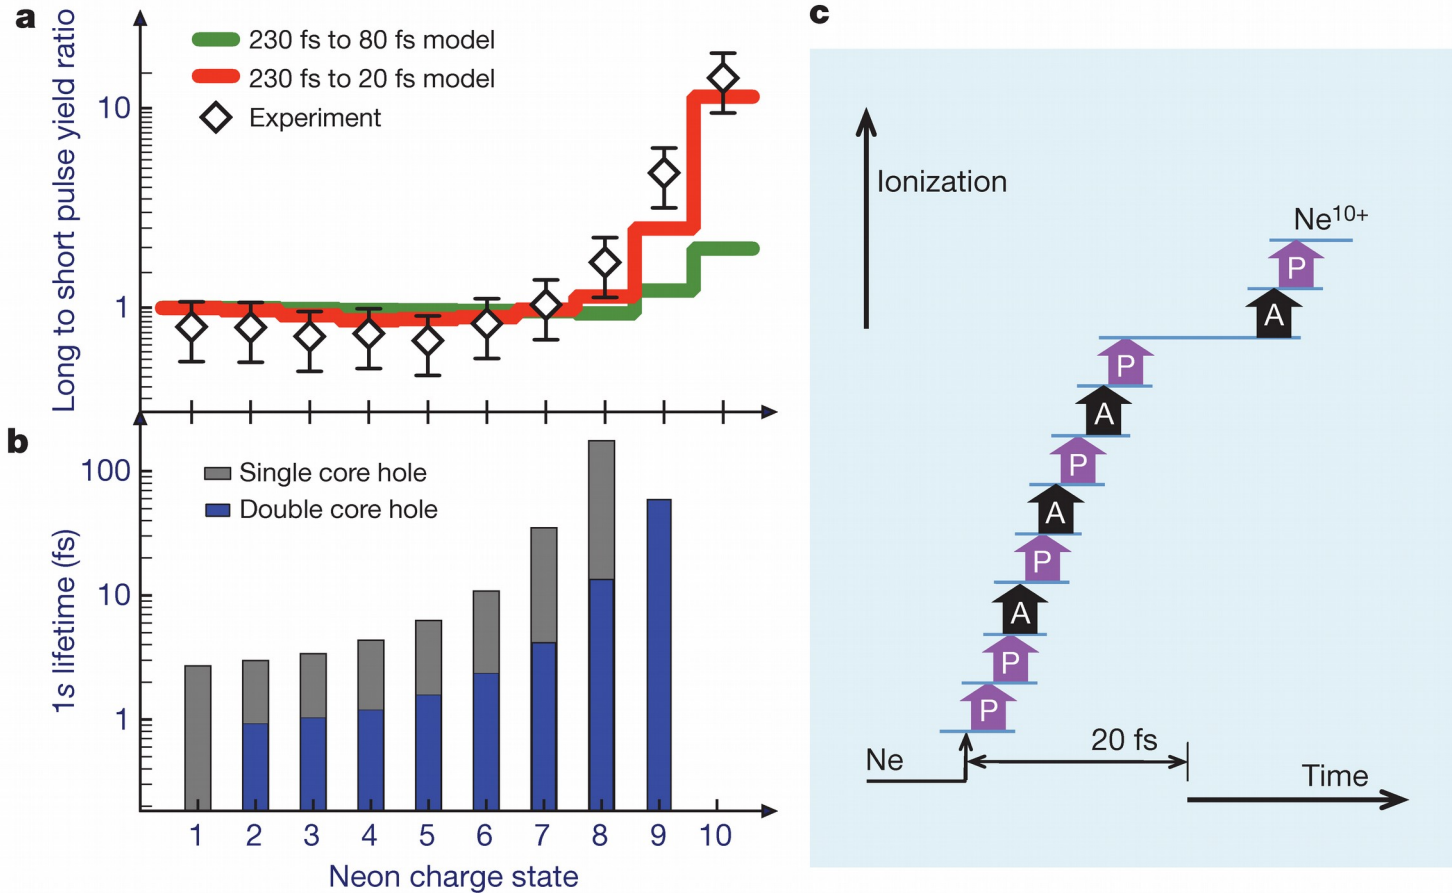 a
Long to short pulse yield ratio
230 fs to 80 fs model
230 fs to 20 fs model
Experiment
10
1
b
1s lifetime (fs)
Single core hole
Double core hole
100
10
1
1 2 3 4 5 6 7 8 9 10
Neon charge state
c
Ionization
Ne10+
P
A
P
A
P
A
P
A
P
P
20 fs
Ne
Time